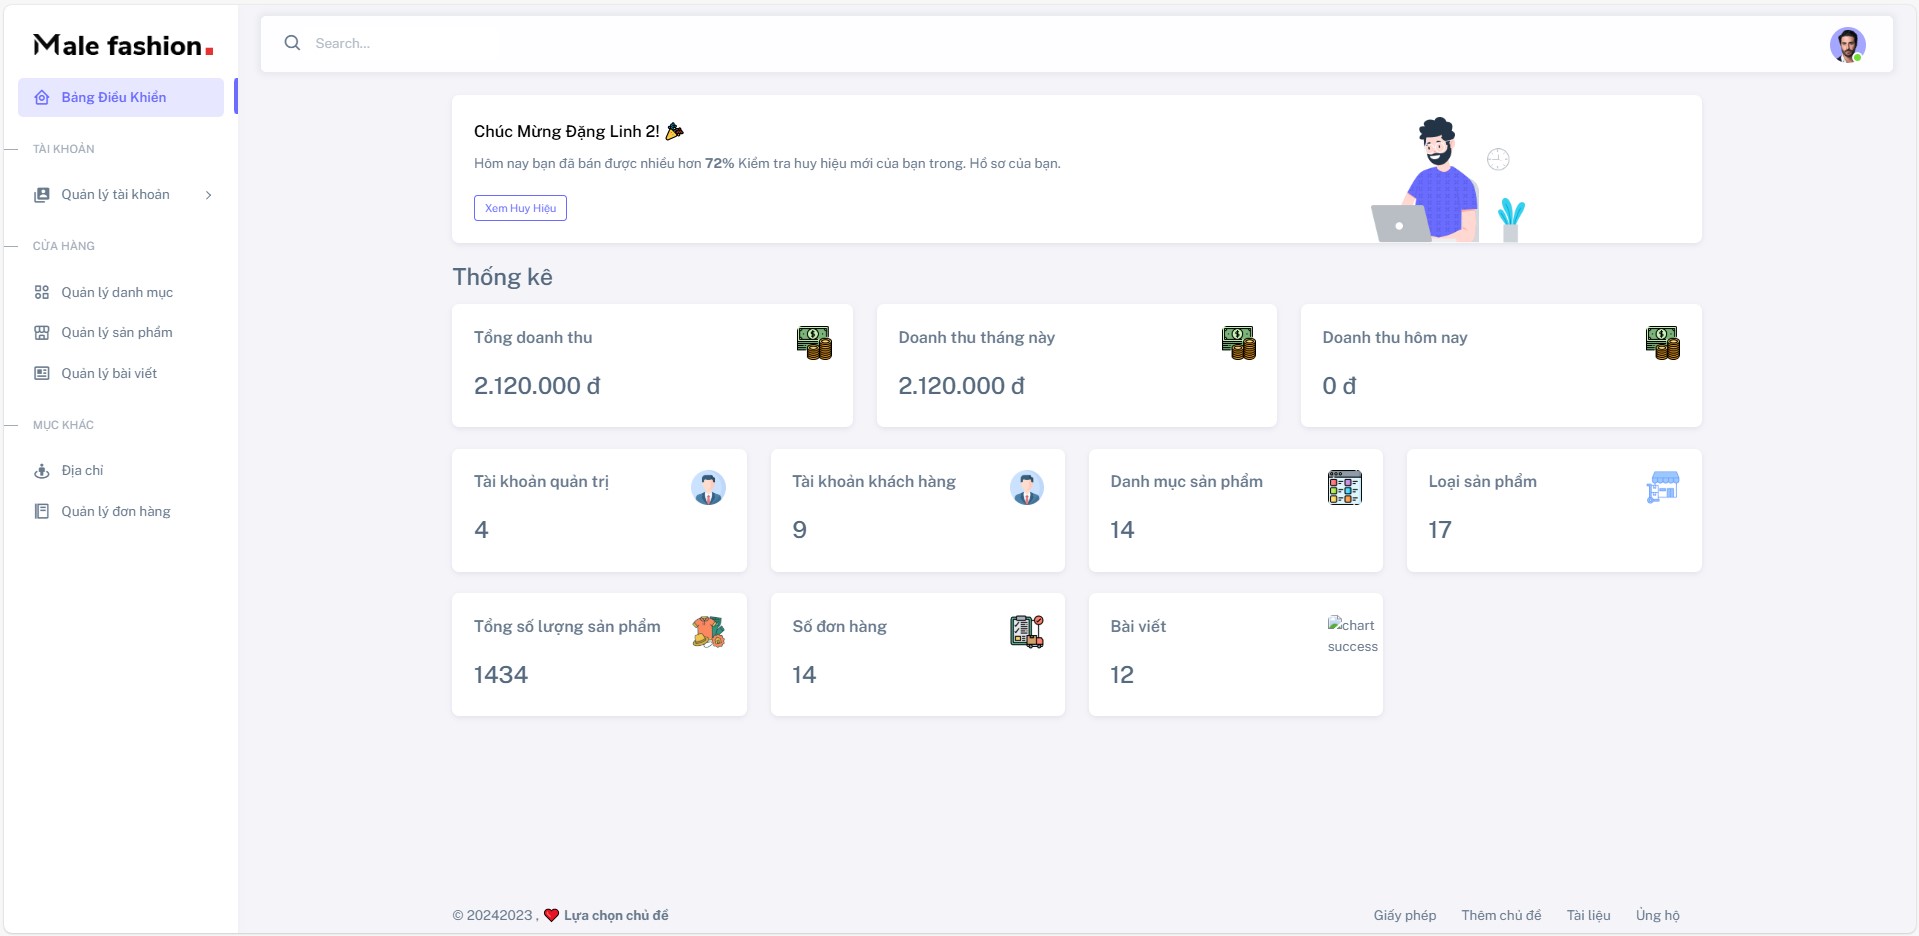 Male fashion.
Search...
Bảng Điều Khiển
TÀI KHOẢN
Quản lý tài khoản
CỬA HÀNG
Quản lý danh mục
Quản lý sản phẩm
Quản lý bài viết
MỤC KHÁC
Địa chỉ
Quản lý đơn hàng
Chúc Mừng Đặng Linh 2! 🎉
Hôm nay bạn đã bán được nhiều hơn 72% Kiểm tra huy hiệu mới của bạn trong. Hồ sơ của bạn.
Xem Huy Hiệu
Thống kê
Tổng doanh thu
2.120.000 đ
Doanh thu tháng này
2.120.000 đ
Doanh thu hôm nay
0 đ
Tài khoản quản trị
4
Tài khoản khách hàng
9
Danh mục sản phẩm
14
Loại sản phẩm
17
Tổng số lượng sản phẩm
1434
Số đơn hàng
14
Bài viết
chart
success
12
© 20242023 , ❤️ Lựa chọn chủ đề
Giấy phép Thêm chủ đề Tài liệu Ủng hộ